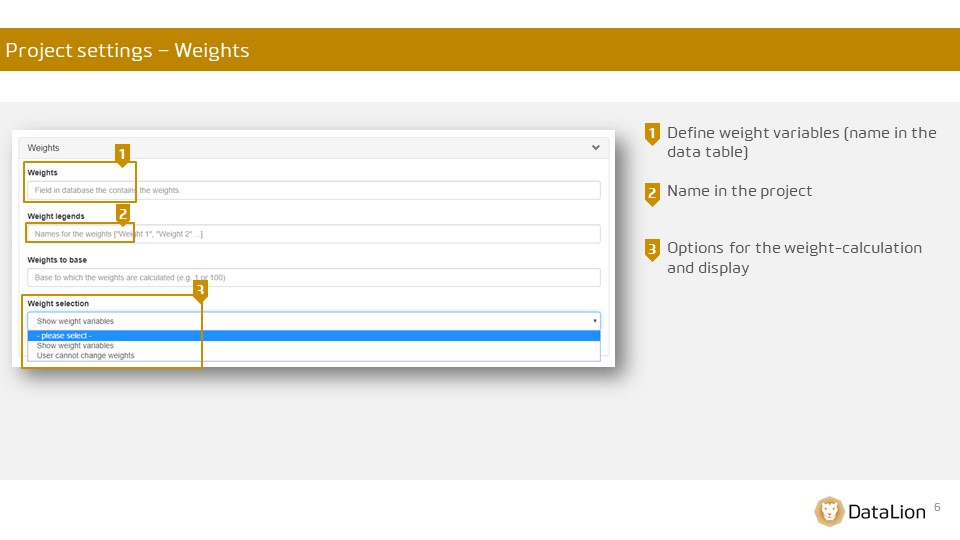 Project settings – Weights
Weights
1
Weights
Field in database the contains the weights.
2
Weight legends
Names for the weights ["Weight 1", "Weight 2" ...]
Weights to base
Base to which the weights are calculated (e.g. 1 or 100)
3
Weight selection
Show weight variables
- please select -
Show weight variables
User cannot change weights
1 Define weight variables (name in the
data table)
2 Name in the project
3 Options for the weight-calculation
and display
DataLion 6